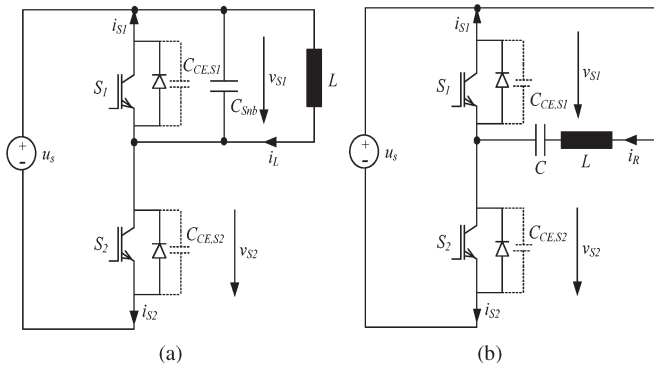 i_S1
S_1
C_CE,S1
C_Snb
v_S1
L
i_L
+
-
u_s
S_2
C_CE,S2
v_S2
i_S2
(a)
i_S1
S_1
C_CE,S1
v_S1
C
L
i_R
+
-
u_s
S_2
C_CE,S2
v_S2
i_S2
(b)